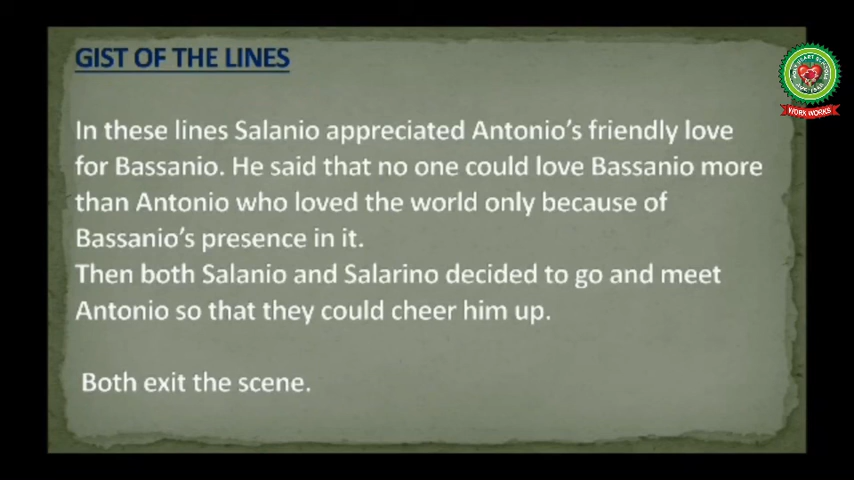 GIST OF THE LINES
In these lines Salanio appreciated Antonio's friendly love
for Bassanio. He said that no one could love Bassanio more
than Antonio who loved the world only because of
Bassanio's presence in it.
Then both Salanio and Salarino decided to go and meet
Antonio so that they could cheer him up.
Both exit the scene.
WORK WORKS